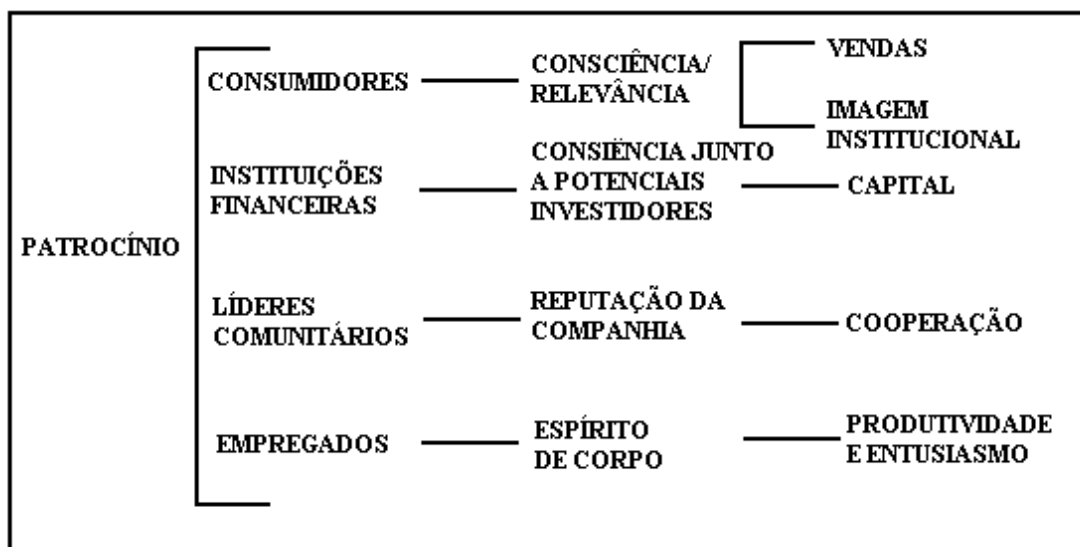 PATROCÍNIO
CONSUMIDORES
CONSCIÊNCIA/
RELEVÂNCIA
VENDAS
IMAGEM
INSTITUCIONAL
INSTITUIÇÕES
FINANCEIRAS
CONSIÊNCIA JUNTO
A POTENCIAIS
INVESTIDORES
CAPITAL
LÍDERES
COMUNITÁRIOS
REPUTAÇÃO DA
COMPANHIA
COOPERAÇÃO
EMPREGADOS
ESPÍRITO
DE CORPO
PRODUTIVIDADE
E ENTUSIASMO